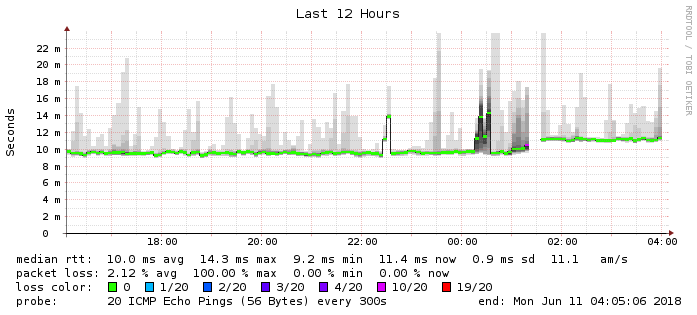 Last 12 Hours
RRDTOOL / TOBI OETIKER
Seconds
22 m
20 m
18 m
16 m
14 m
12 m
10 m
8 m
6 m
4 m
2 m
0
18:00 20:00 22:00 00:00 02:00 04:00
median rtt: 10.0 ms avg 14.3 ms max 9.2 ms min 11.4 ms now 0.9 ms sd 11.1 am/s
packet loss: 2.12 % avg 100.00 % max 0.00 % min 0.00 % now
loss color: 0 1/20 2/20 3/20 4/20 10/20 19/20
probe: 20 ICMP Echo Pings (56 Bytes) every 300s end: Mon Jun 11 04:05:06 2018